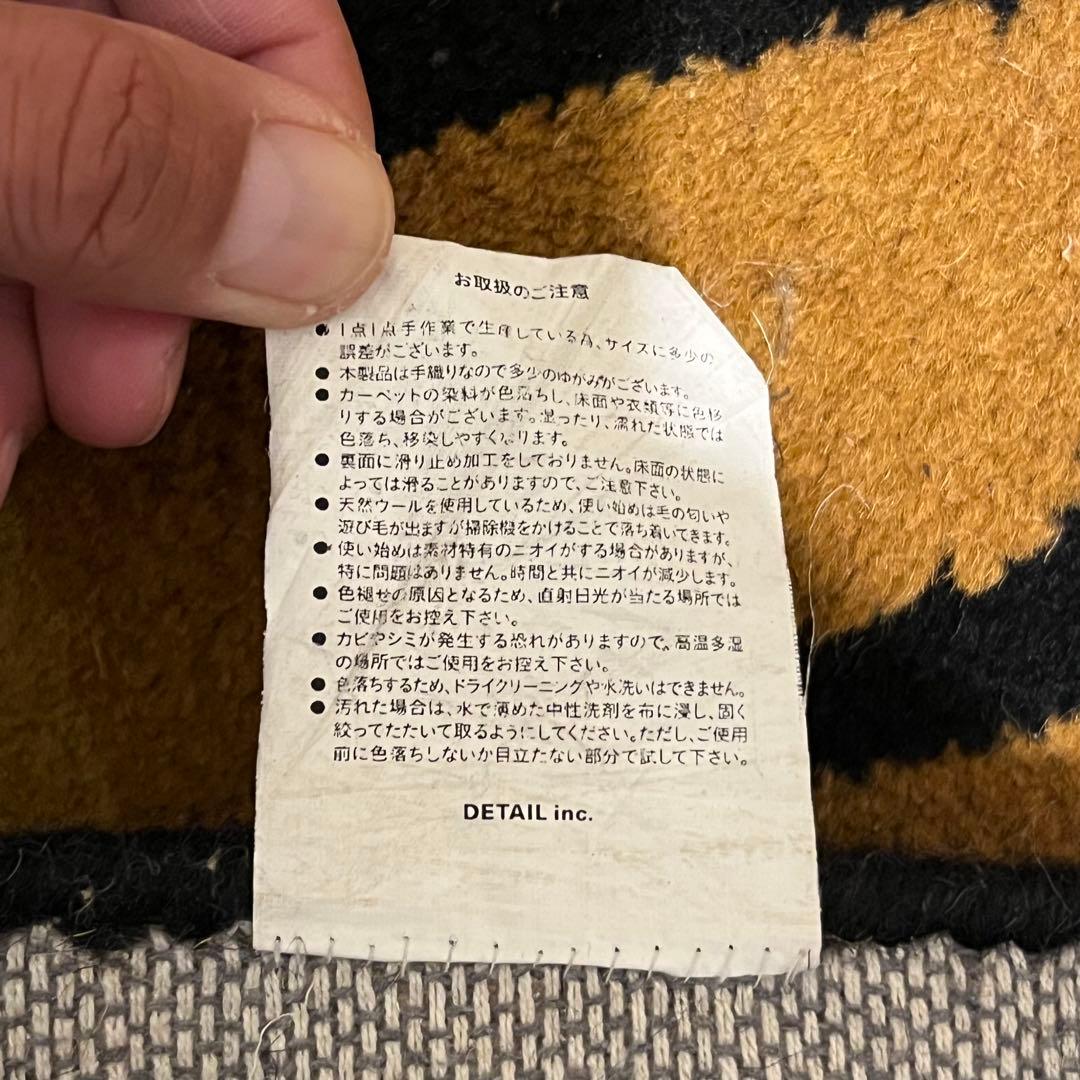 お取扱のご注意
● 1点1点手作業で生産している為、サイズに多少の
誤差がございます。
● 本製品は手織りなので多少のゆがみがございます。
● カーペットの染料が色落ちし、床面や衣類等に色移
りする場合がございます。湿ったり、濡れた状態では
色落ち、移染しやすくなります。
● 裏面に滑り止め加工をしておりません。床面の状態に
よっては滑ることがありますので、ご注意下さい。
● 天然ウールを使用しているため、使い始めは毛の匂いや
遊び毛が出ますが掃除機をかけることで落ち着いてきます。
● 使い始めは素材特有のニオイがする場合がありますが、
特に問題はありません。時間と共にニオイが減少します。
● 色褪せの原因となるため、直射日光が当たる場所では
ご使用をお控え下さい。
● カビやシミが発生する恐れがありますので、高温多湿
の場所ではご使用をお控え下さい。
● 色落ちするため、ドライクリーニングや水洗いはできません。
● 汚れた場合は、水で薄めた中性洗剤を布に浸し、固く
絞ってたたいて取るようにしてください。ただし、ご使用
前に色落ちしないか目立たない部分で試して下さい。
DETAIL inc.